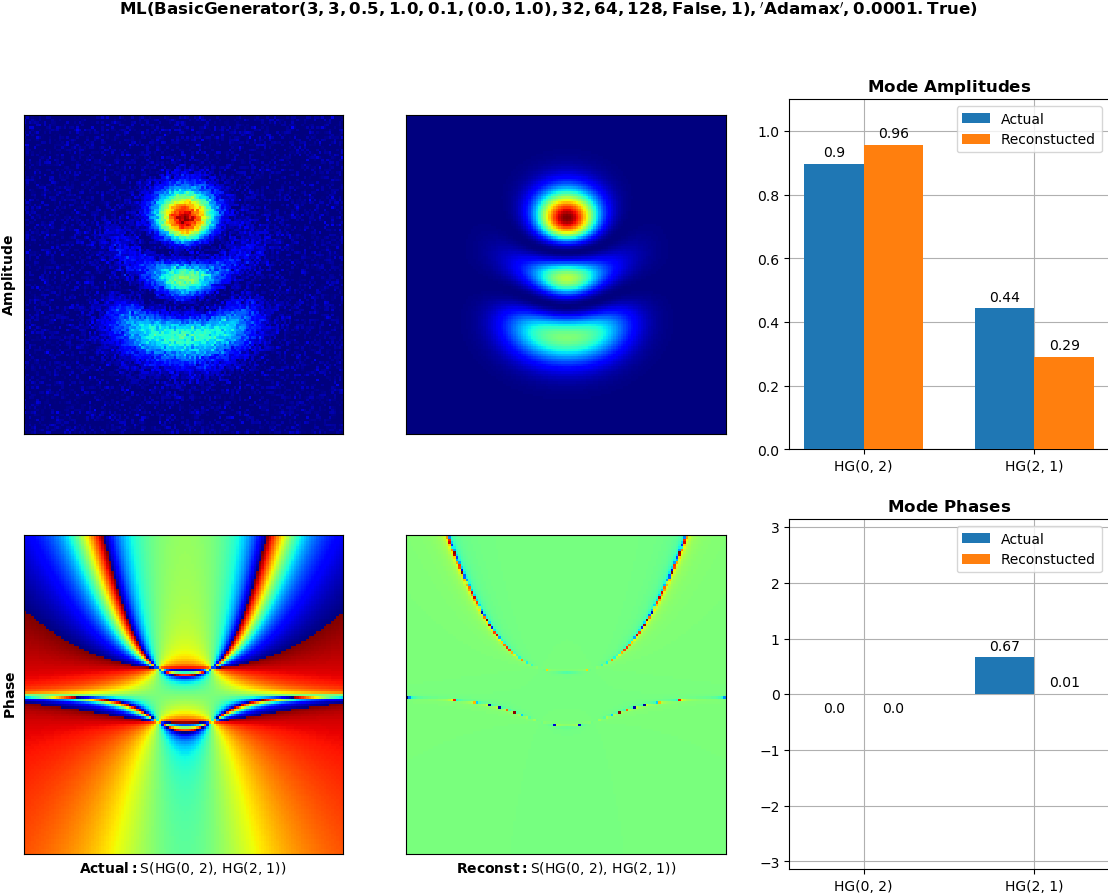 ML(BasicGenerator(3, 3, 0.5, 1.0, 0.1, (0.0, 1.0), 32, 64, 128, False, 1), 'Adamax', 0.0001. True)
Amplitude
Mode Amplitudes
Actual
Reconstucted
1.0
0.8
0.6
0.4
0.2
0.0
0.9
0.96
0.44
0.29
HG(0, 2)
HG(2, 1)
Phase
Actual: S(HG(0, 2), HG(2, 1))
Reconst: S(HG(0, 2), HG(2, 1))
Mode Phases
Actual
Reconstucted
3
2
1
0
−1
−2
−3
0.0
0.0
0.67
0.01
HG(0, 2)
HG(2, 1)